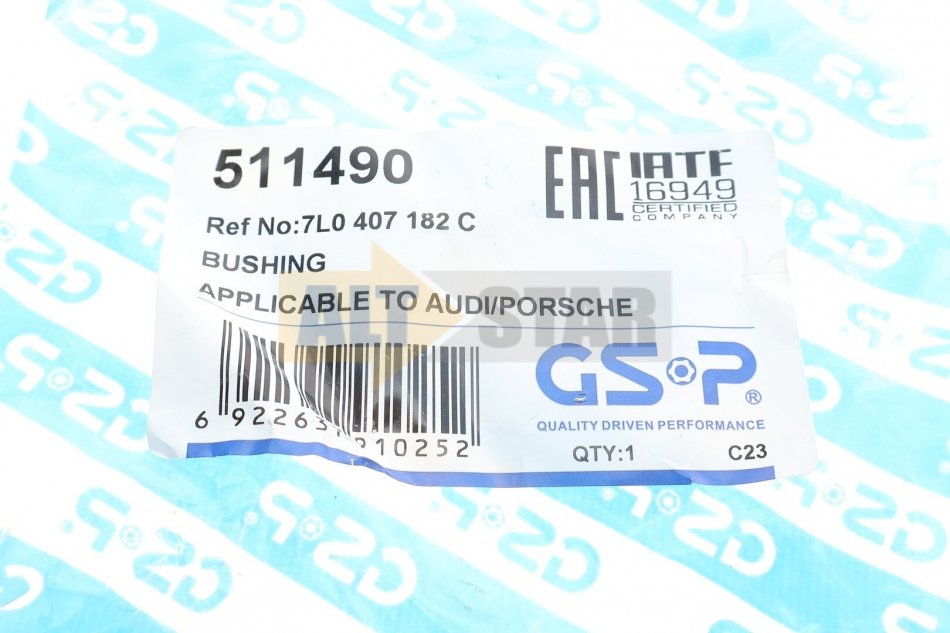 511490
EAC
IATF
16949
CERTIFIED
COMPANY
Ref No:7L0 407 182 C
BUSHING
APPLICABLE TO AUDI/PORSCHE
ALT STAR
GSP®
QUALITY DRIVEN PERFORMANCE
QTY:1 C23